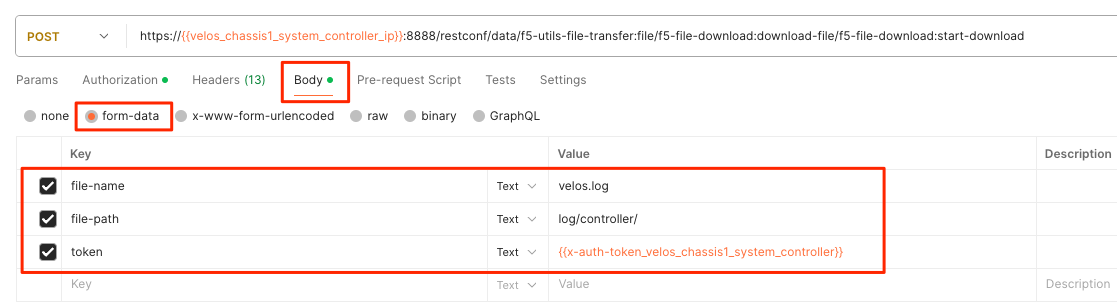 POST https://{{velos_chassis1_system_controller_ip}}:8888/restconf/data/f5-utils-file-transfer:file/f5-file-download:download-file/f5-file-download:start-download
Params Authorization Headers (13) Body Pre-request Script Tests Settings
none form-data x-www-form-urlencoded raw binary GraphQL
Key Value Description
file-name Text velos.log
file-path Text log/controller/
token Text {{x-auth-token_velos_chassis1_system_controller}}
Key Text Value Description